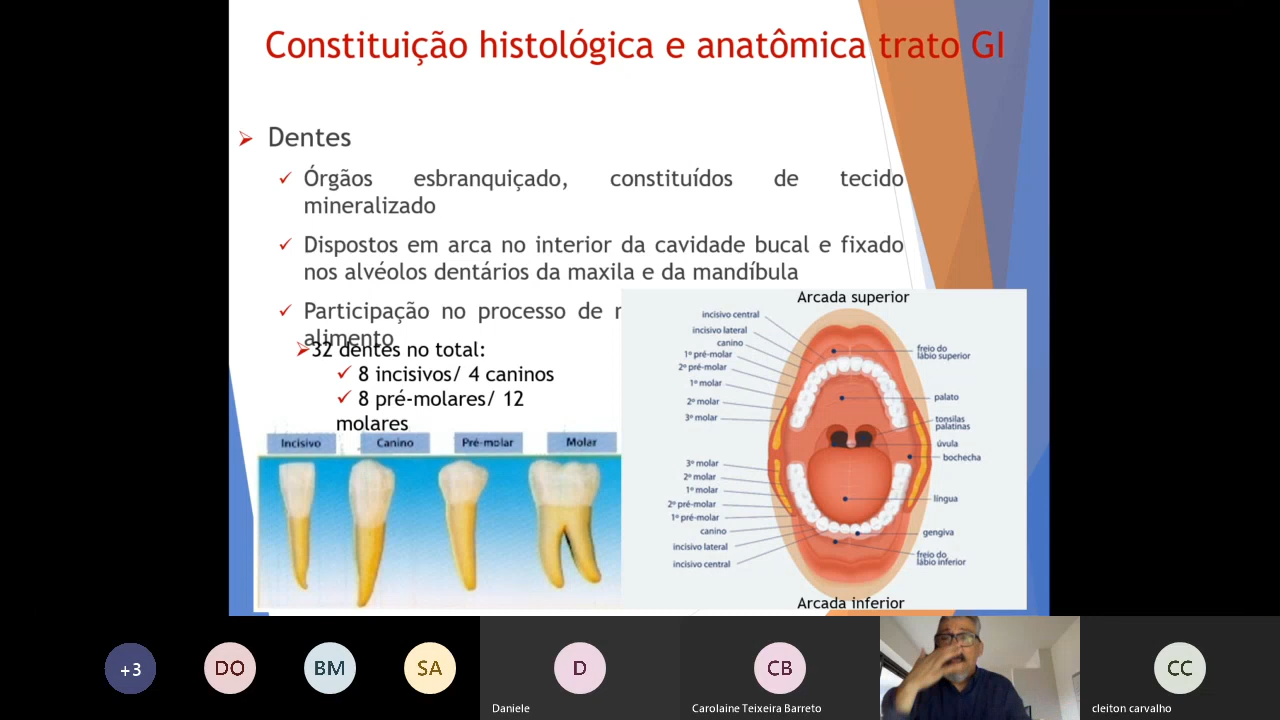 Constituição histológica e anatômica trato GI
Dentes
Órgãos esbranquiçado, constituídos de tecido
mineralizado
Dispostos em arca no interior da cavidade bucal e fixado
nos alvéolos dentários da maxila e da mandíbula
Participação no processo de
alimento
32 dentes no total:
8 incisivos/ 4 caninos
8 pré-molares/ 12
molares
Incisivo
Canino
Pré-molar
Molar
Arcada superior
incisivo central
incisivo lateral
canino
1º pré-molar
2º pré-molar
1º molar
2º molar
3º molar
freio do
lábio superior
palato
tonsilas
palatinas
úvula
bochecha
3º molar
2º molar
1º molar
2º pré-molar
1º pré-molar
canino
incisivo lateral
incisivo central
língua
gengiva
freio do
lábio inferior
Arcada inferior
+3
DO
BM
SA
D
Daniele
CB
Carolaine Teixeira Barreto
CC
cleiton carvalho